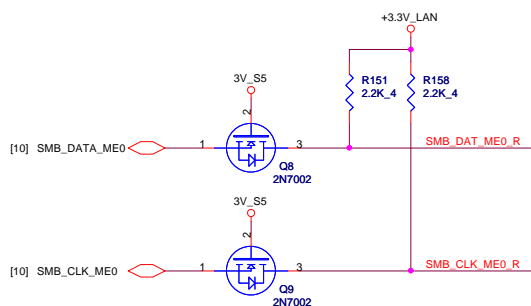 +3.3V_LAN
3V_S5
R151
2.2K_4
R158
2.2K_4
2
[10] SMB_DATA_ME0
1
3
SMB_DAT_ME0_R
Q8
2N7002
3V_S5
2
[10] SMB_CLK_ME0
1
3
SMB_CLK_ME0_R
Q9
2N7002